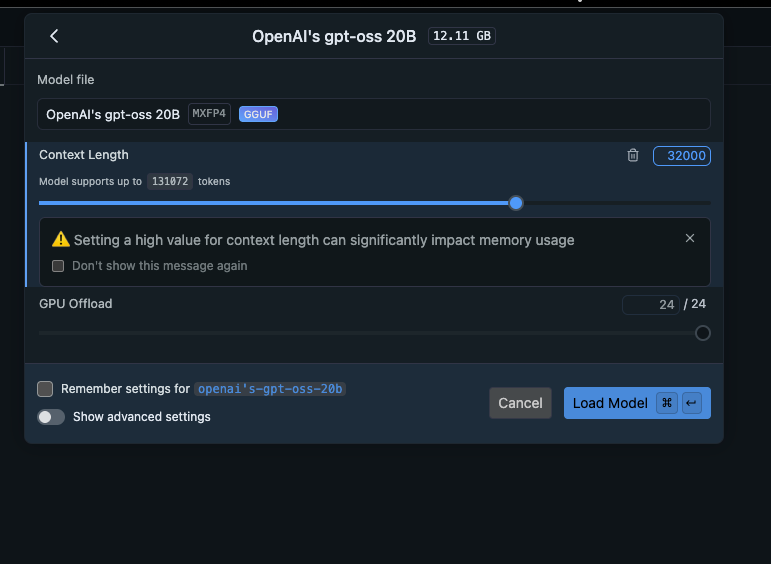 OpenAI's gpt-oss 20B 12.11 GB
Model file
OpenAI's gpt-oss 20B MXFP4 GGUF
Context Length 32000
Model supports up to 131072 tokens
⚠️ Setting a high value for context length can significantly impact memory usage
Don't show this message again
GPU Offload 24 / 24
Remember settings for openai's-gpt-oss-20b
Show advanced settings
Cancel Load Model ⌘ ↩